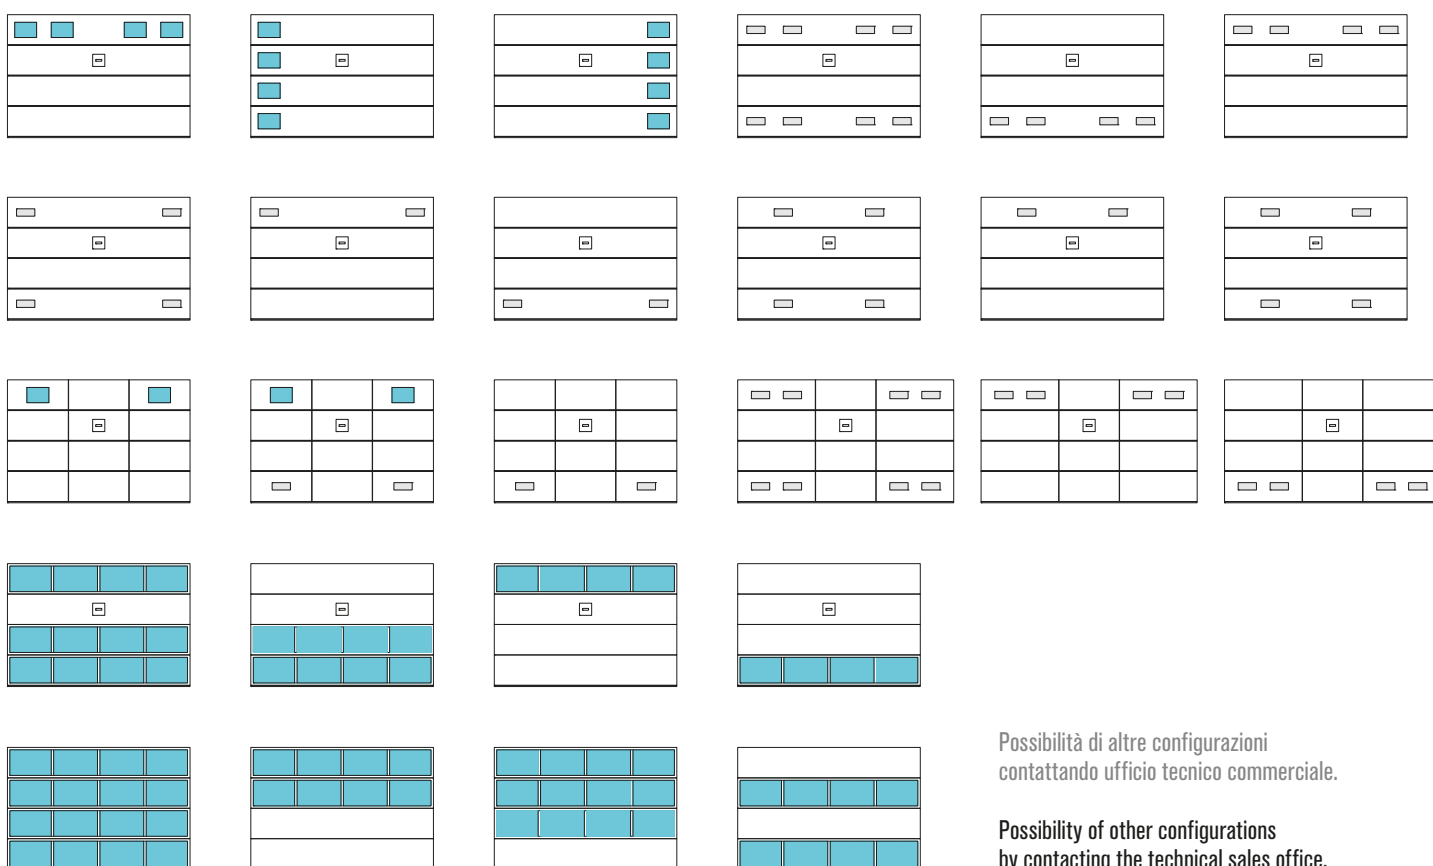 Possibilità di altre configurazioni
contattando ufficio tecnico commerciale.
Possibility of other configurations
by contacting the technical sales office.